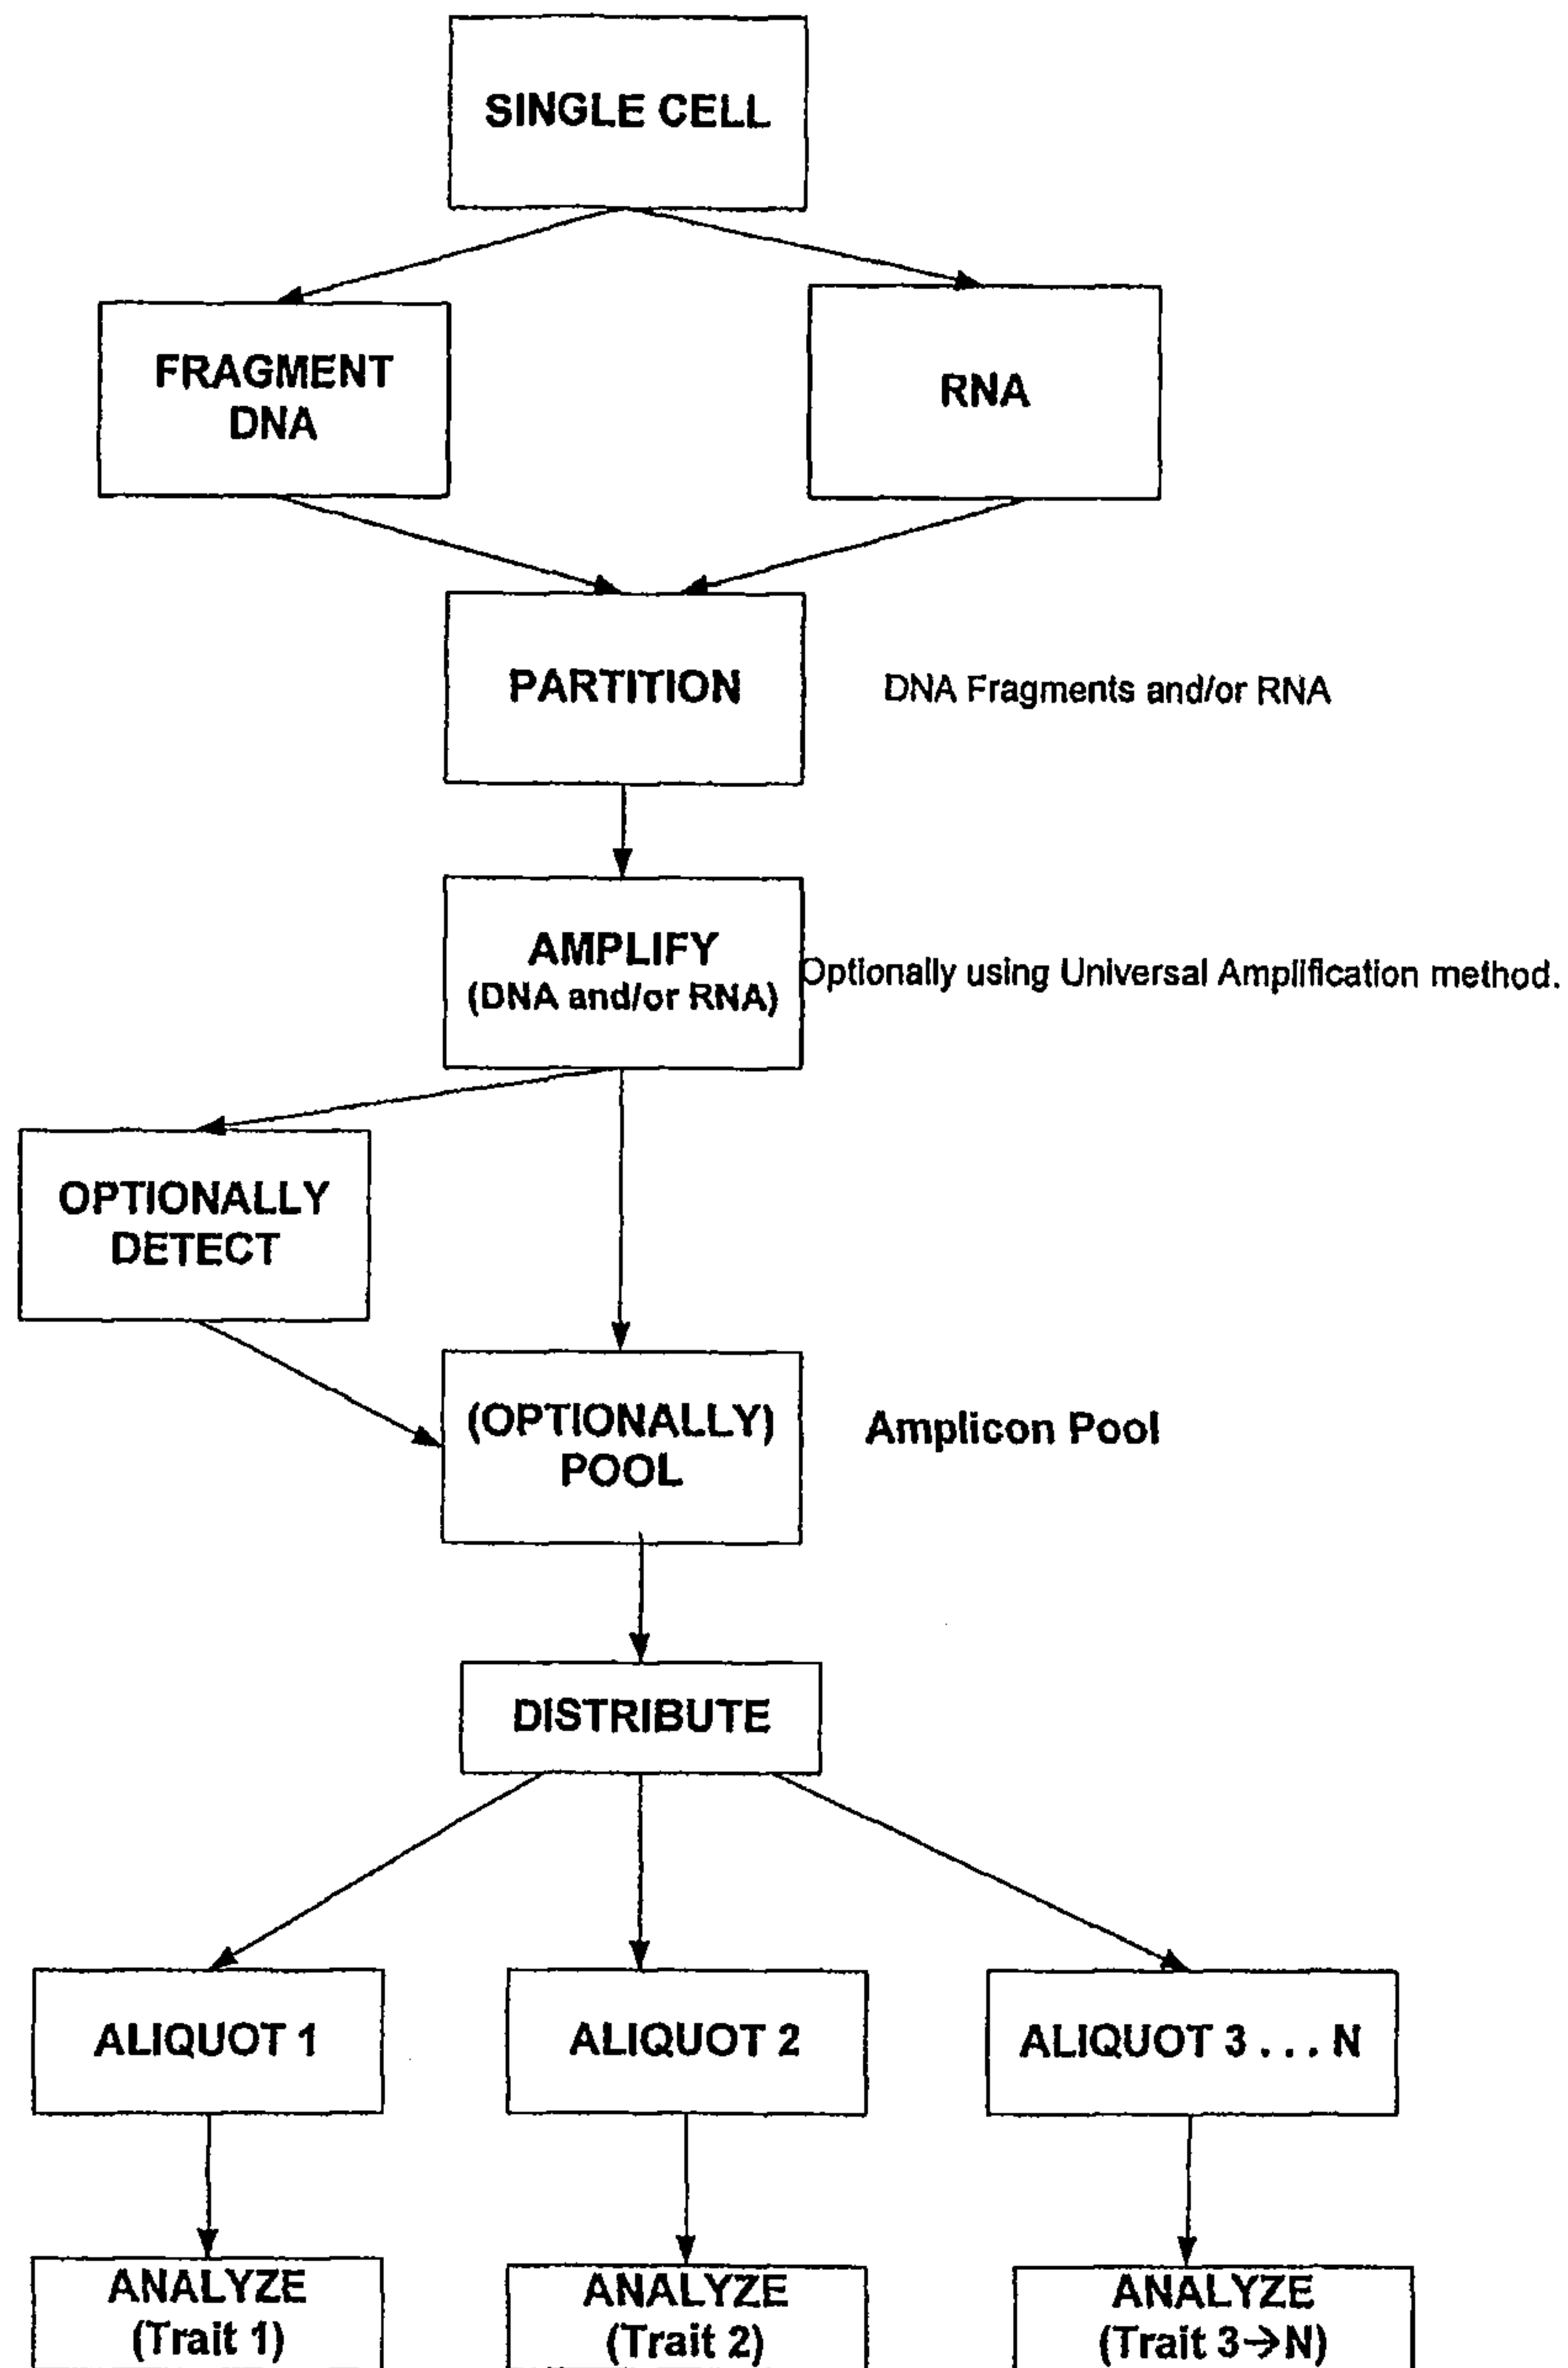 SINGLE CELL
FRAGMENT
DNA
RNA
PARTITION
DNA Fragments and/or RNA
AMPLIFY
(DNA and/or RNA)
Optionally using Universal Amplification method.
OPTIONALLY
DETECT
(OPTIONALLY)
POOL
Amplicon Pool
DISTRIBUTE
ALIQUOT 1
ALIQUOT 2
ALIQUOT 3 . . . N
ANALYZE
(Trait 1)
ANALYZE
(Trait 2)
ANALYZE
(Trait 3→N)